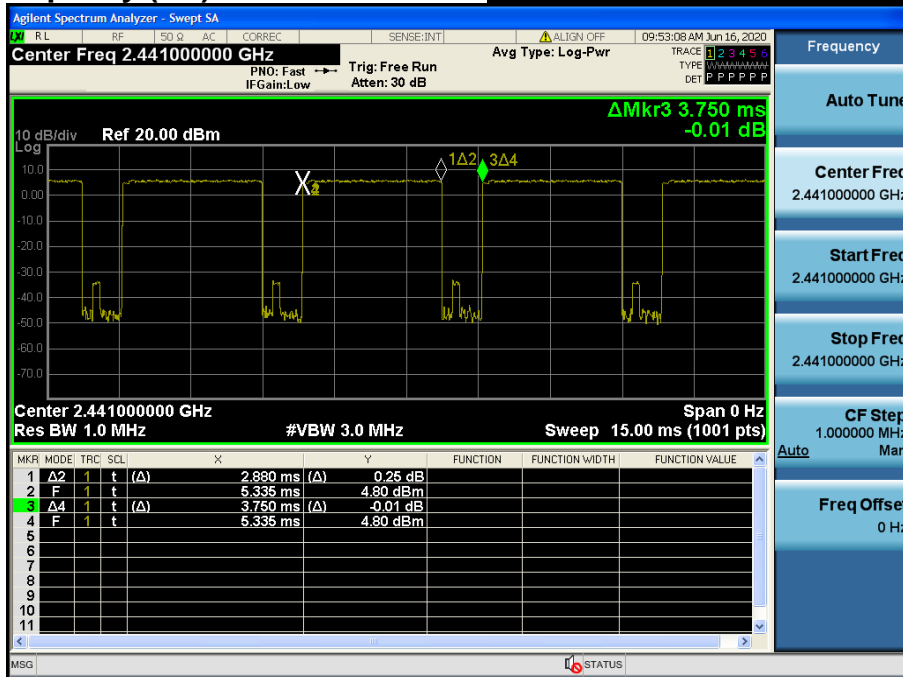 Agilent Spectrum Analyzer - Swept SA
LXI RL RF 50 Ω AC CORREC SENSE:INT ALIGN OFF 09:53:08 AM Jun 16, 2020
Center Freq 2.441000000 GHz
PNO: Fast
IFGain:Low
Trig: Free Run
Atten: 30 dB
Avg Type: Log-Pwr
TRACE 1 2 3 4 5 6
TYPE
DET P P P P P P
ΔMkr3 3.750 ms
-0.01 dB
10 dB/div Ref 20.00 dBm
Log
10.0
0.00
-10.0
-20.0
-30.0
-40.0
-50.0
-60.0
-70.0
X2
1Δ2 3Δ4
Center 2.441000000 GHz Span 0 Hz
Res BW 1.0 MHz #VBW 3.0 MHz Sweep 15.00 ms (1001 pts)
MKR MODE TRC SCL X Y FUNCTION FUNCTION WIDTH FUNCTION VALUE
1 Δ2 1 t (Δ) 2.880 ms (Δ) 0.25 dB
2 F 1 t 5.335 ms 4.80 dBm
3 Δ4 1 t (Δ) 3.750 ms (Δ) -0.01 dB
4 F 1 t 5.335 ms 4.80 dBm
5
6
7
8
9
10
11
MSG STATUS
Frequency
Auto Tune
Center Freq
2.441000000 GHz
Start Freq
2.441000000 GHz
Stop Freq
2.441000000 GHz
CF Step
1.000000 MHz
Auto Man
Freq Offset
0 Hz